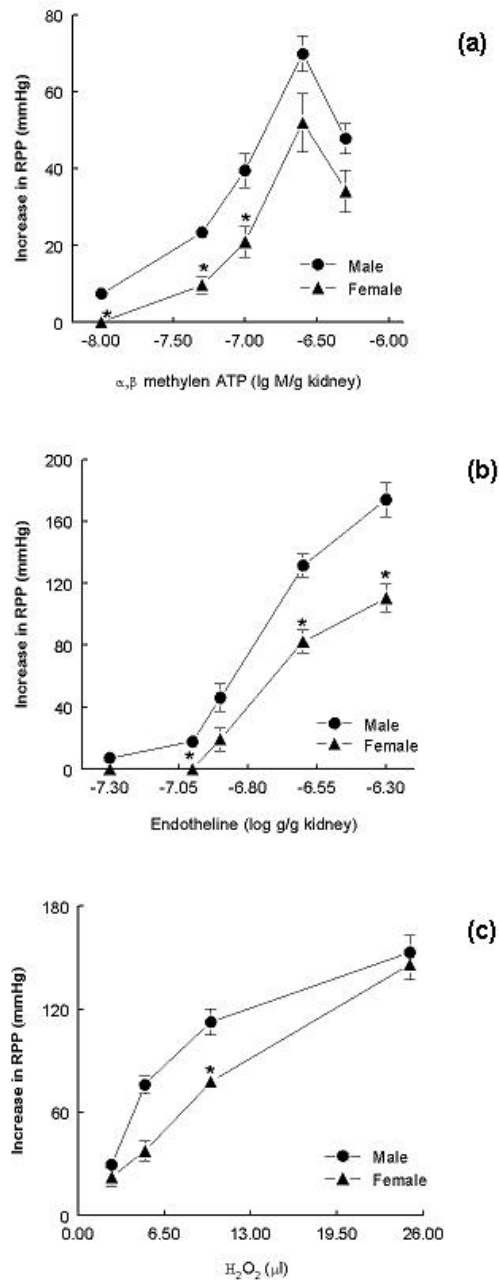 (a)
80
60
40
20
0
Increase in RPP (mmHg)
*
*
*
Male
Female
-8.00 -7.50 -7.00 -6.50 -6.00
α,β methylen ATP (lg M/g kidney)
(b)
200
160
120
80
40
0
Increase in RPP (mmHg)
*
*
*
Male
Female
-7.30 -7.05 -6.80 -6.55 -6.30
Endotheline (log g/g kidney)
(c)
180
120
60
0
Increase in RPP (mmHg)
*
Male
Female
0.00 6.50 13.00 19.50 26.00
H₂O₂ (µl)